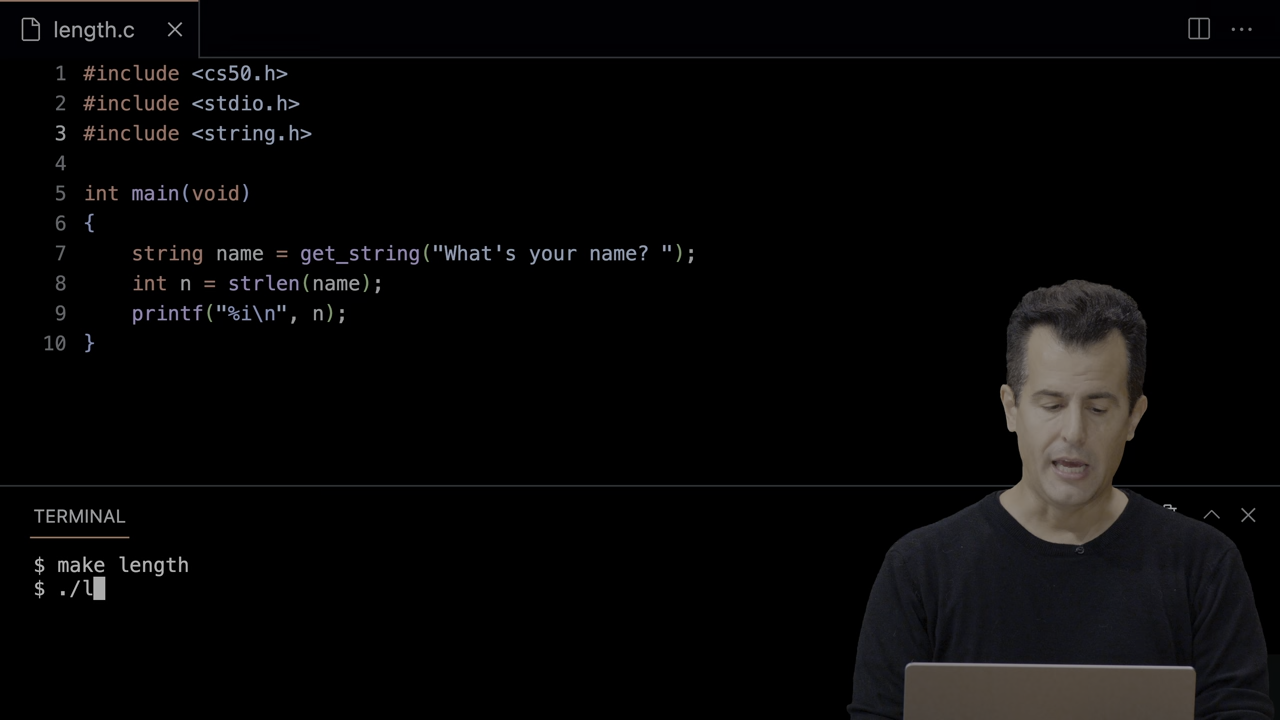 length.c
1 #include <cs50.h>
2 #include <stdio.h>
3 #include <string.h>
4
5 int main(void)
6 {
7     string name = get_string("What's your name? ");
8     int n = strlen(name);
9     printf("%i\n", n);
10 }
TERMINAL
$ make length
$ ./l